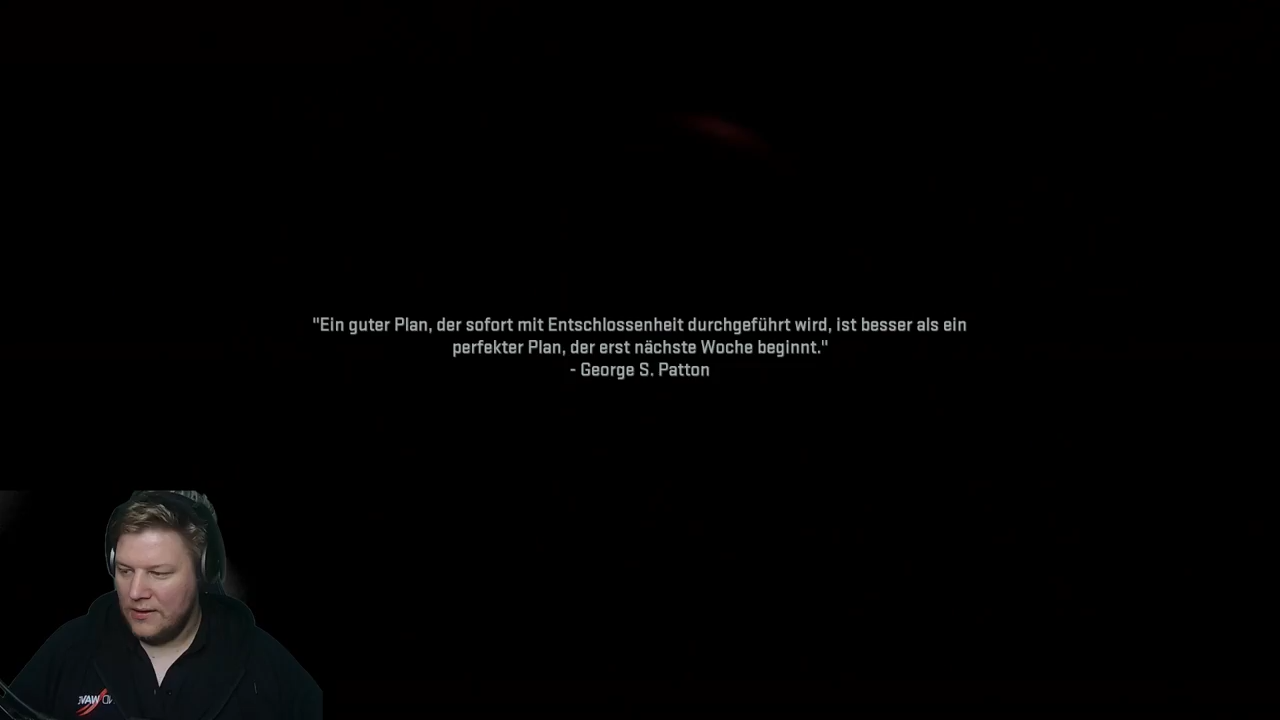 "Ein guter Plan, der sofort mit Entschlossenheit durchgeführt wird, ist besser als ein
perfekter Plan, der erst nächste Woche beginnt."
- George S. Patton